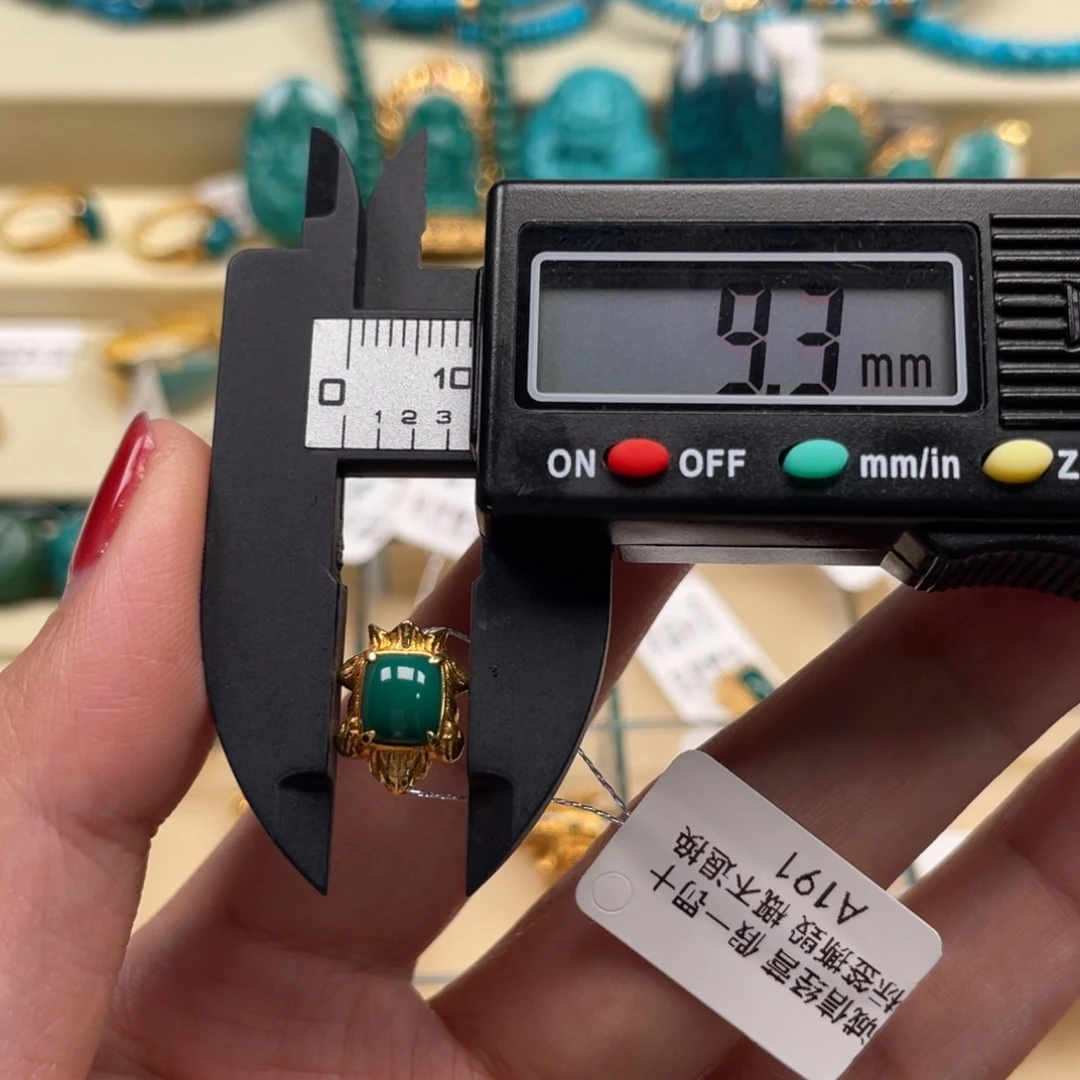 9.3 mm
0 10
1 2 3
ON OFF mm/in Z
诚信经营 假一罚十
标签撕毁 概不退换
A1191